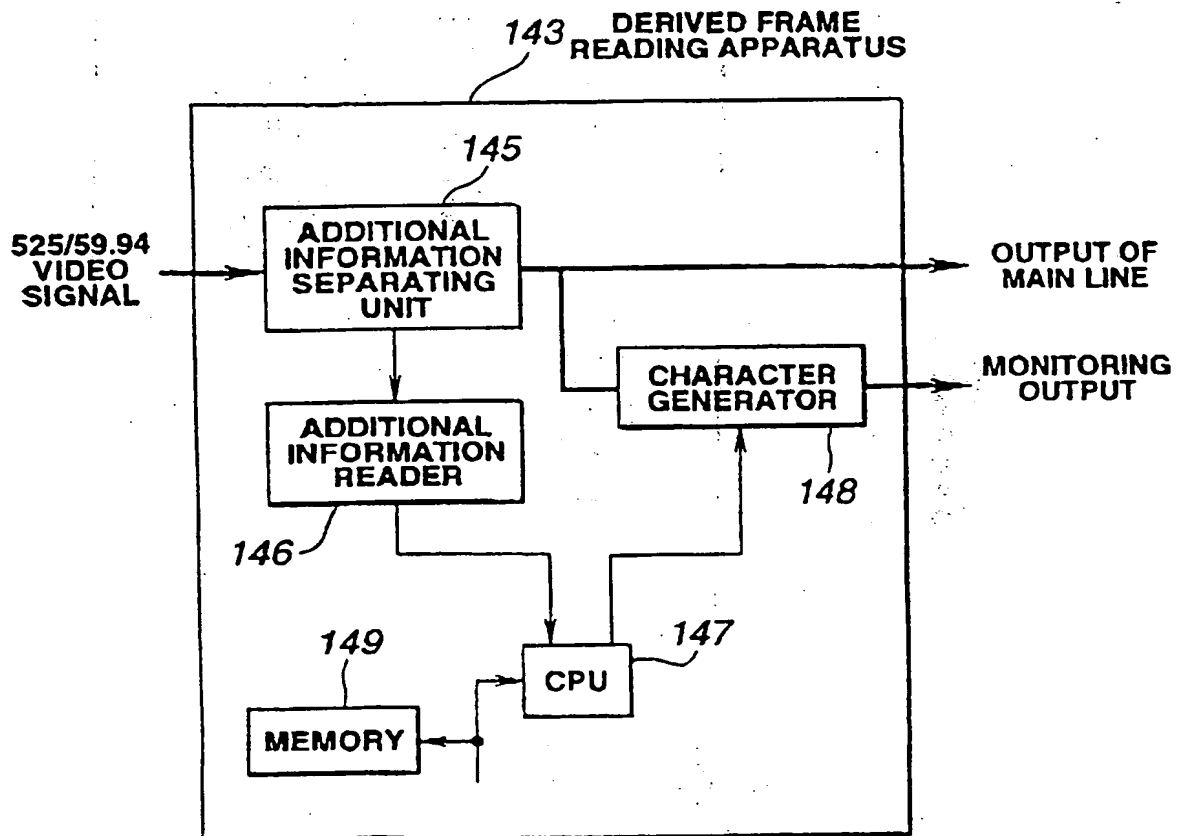 143
DERIVED FRAME
READING APPARATUS
145
525/59.94
VIDEO
SIGNAL
ADDITIONAL
INFORMATION
SEPARATING
UNIT
OUTPUT OF
MAIN LINE
CHARACTER
GENERATOR
MONITORING
OUTPUT
ADDITIONAL
INFORMATION
READER
148
146
149
147
CPU
MEMORY